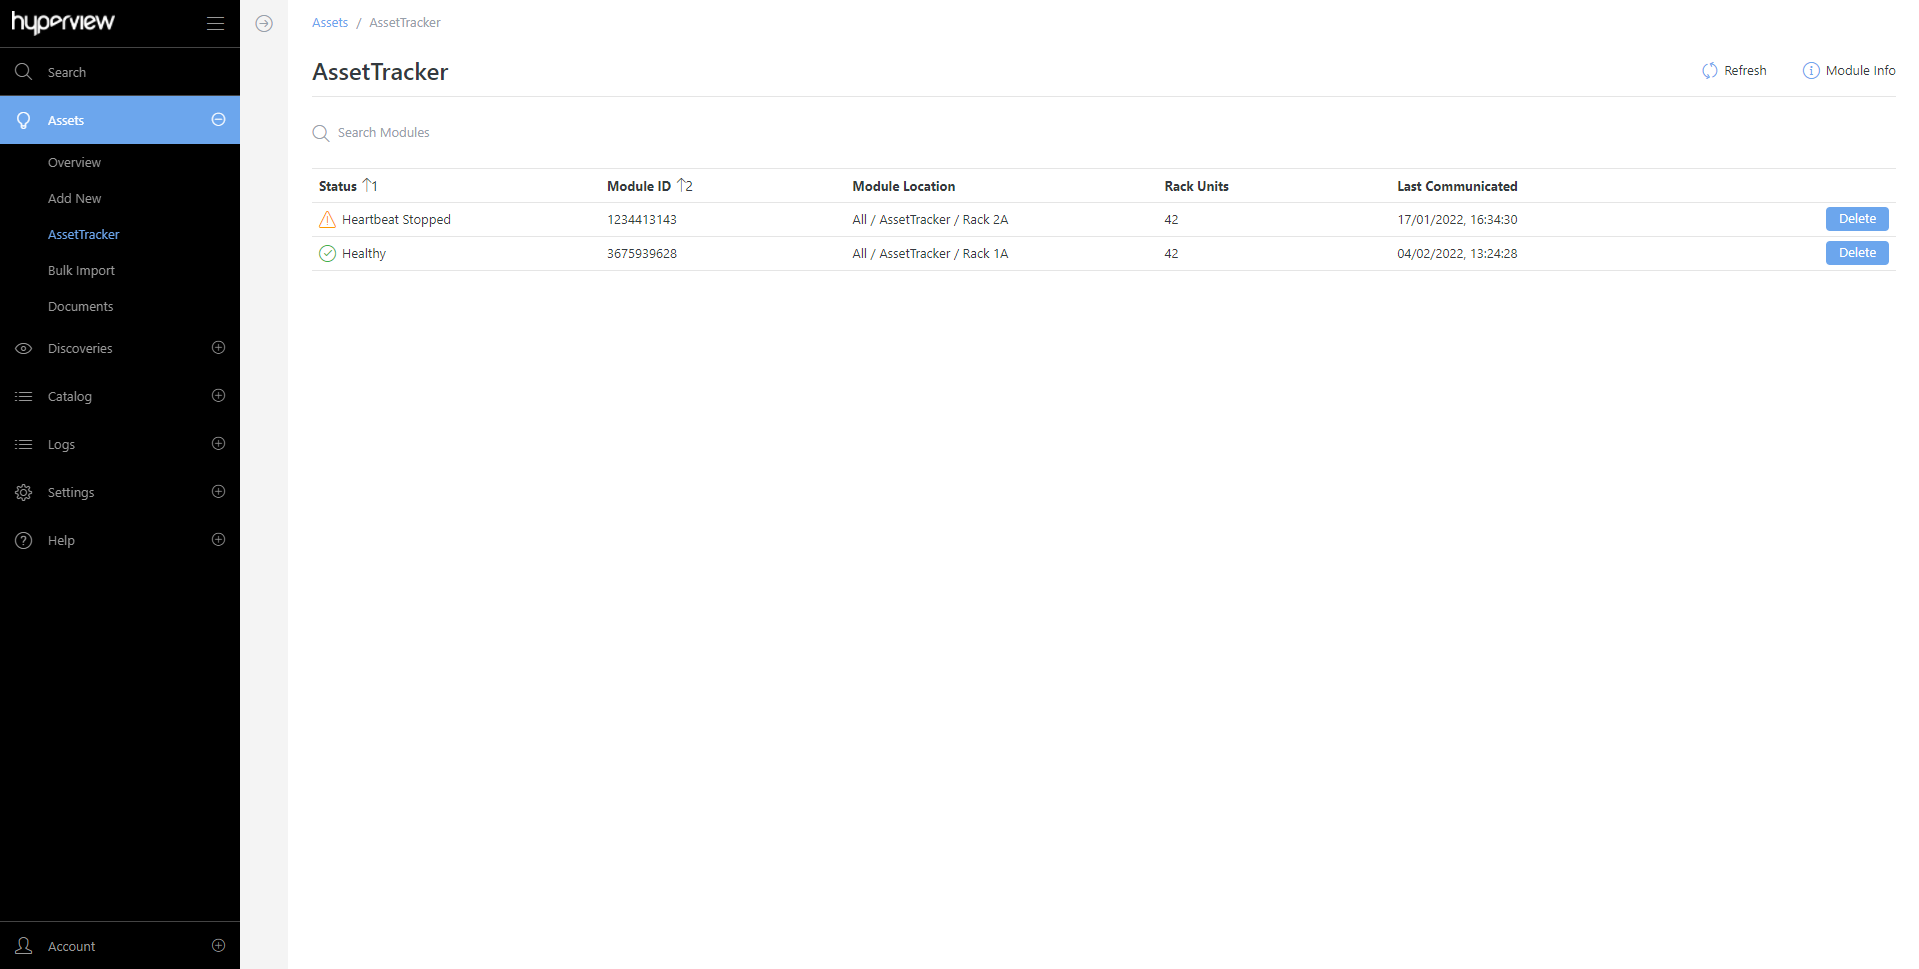 hyperview
Search
Assets
Overview
Add New
AssetTracker
Bulk Import
Documents
Discoveries
Catalog
Logs
Settings
Help
Account
Assets / AssetTracker
AssetTracker
Refresh Module Info
Search Modules
Status 1 Module ID 2 Module Location Rack Units Last Communicated
Heartbeat Stopped 1234413143 All / AssetTracker / Rack 2A 42 17/01/2022, 16:34:30 Delete
Healthy 3675939628 All / AssetTracker / Rack 1A 42 04/02/2022, 13:24:28 Delete